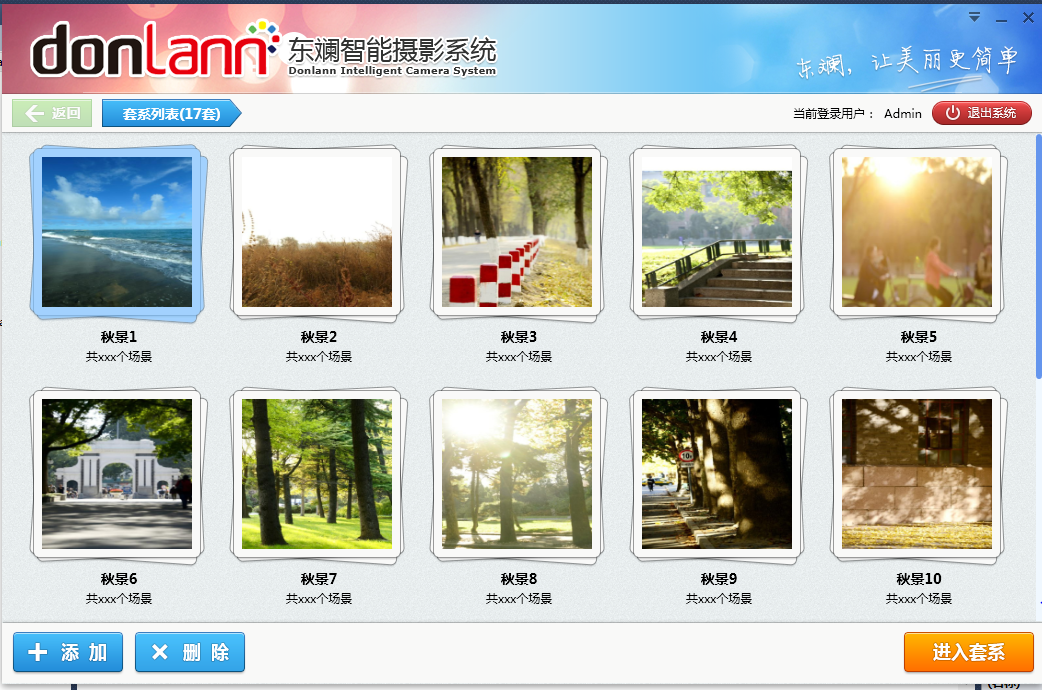 donlann 东斓智能摄影系统
Donlann Intelligent Camera System
东斓，让美丽更简单
返回 套系列表(17套) 当前登录用户： Admin 退出系统
秋景1 秋景2 秋景3 秋景4 秋景5
共xxx个场景 共xxx个场景 共xxx个场景 共xxx个场景 共xxx个场景
秋景6 秋景7 秋景8 秋景9 秋景10
共xxx个场景 共xxx个场景 共xxx个场景 共xxx个场景 共xxx个场景
添 加 删 除 进入套系